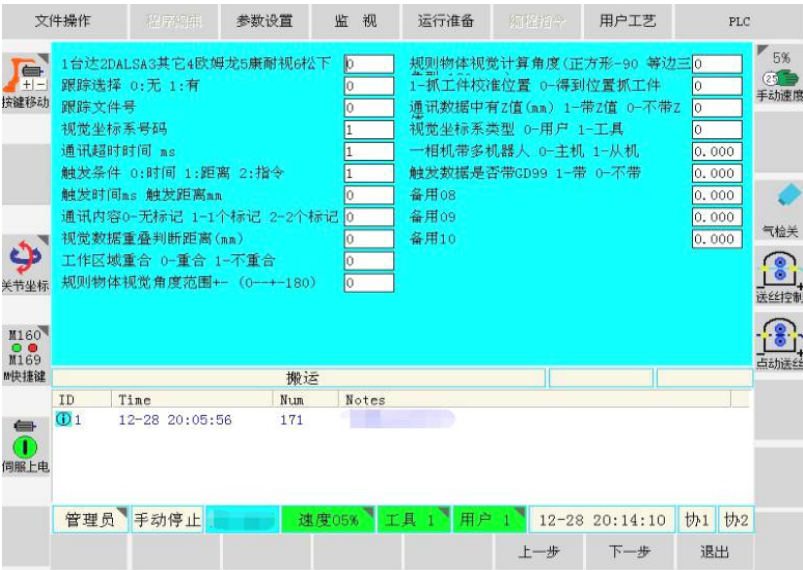 文件操作 程序编辑 参数设置 监 视 运行准备 编程指令 用户工艺 PLC
按键移动
关节坐标
M160
M169
M快捷键
伺服上电
1台达2DALSA3其它4欧姆龙5康耐视6松下 0
跟踪选择 0:无 1:有 0
跟踪文件号 0
视觉坐标系号码 1
通讯超时时间 ms 1
触发条件 0:时间 1:距离 2:指令 1
触发时间ms 触发距离mm 0
通讯内容0-无标记 1-1个标记 2-2个标记 0
视觉数据重叠判断距离(mm) 0
工作区域重合 0-重合 1-不重合 0
规则物体视觉角度范围+- (0--+-180) 0
规则物体视觉计算角度(正方形-90 等边三 0
1-抓工件校准位置 0-得到位置抓工件 0
通讯数据中有Z值(mm) 1-带Z值 0-不带Z 0
视觉坐标系类型 0-用户 1-工具 0
一相机带多机器人 0-主机 1-从机 0.000
触发数据是否带GD99 1-带 0-不带 0.000
备用08 0.000
备用09 0.000
备用10 0.000
5%
手动速度
气检关
送丝控制
点动送丝
搬运
ID Time Num Notes
1 12-28 20:05:56 171
管理员 手动停止 速度05% 工具 1 用户 1 12-28 20:14:10 协1 协2
上一步 下一步 退出